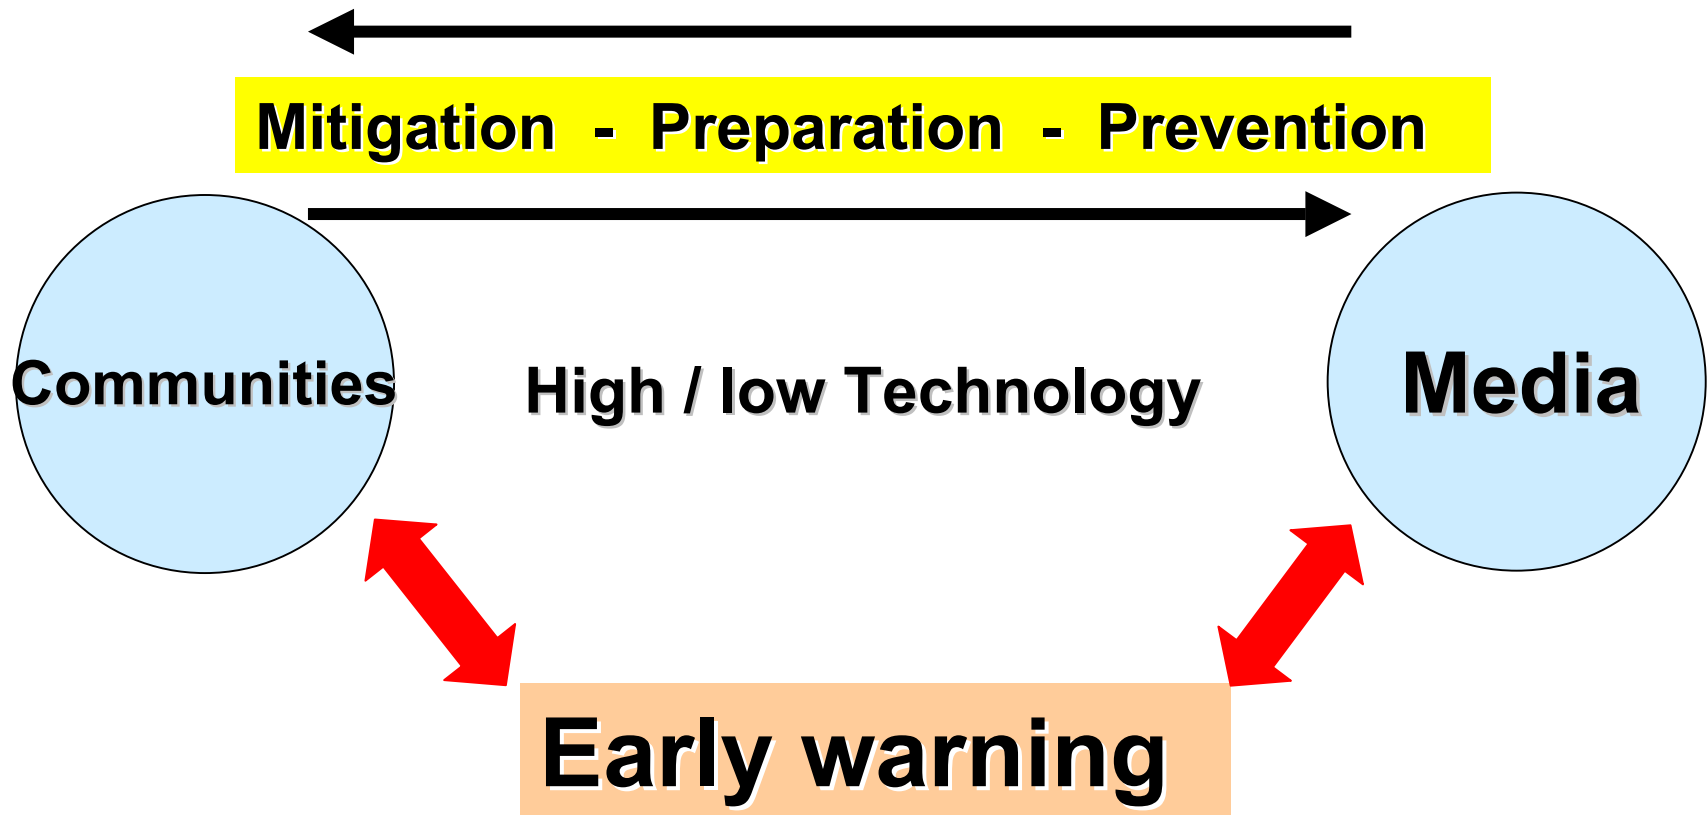 Mitigation - Preparation - Prevention
Communities
High / low Technology
Media
Early warning